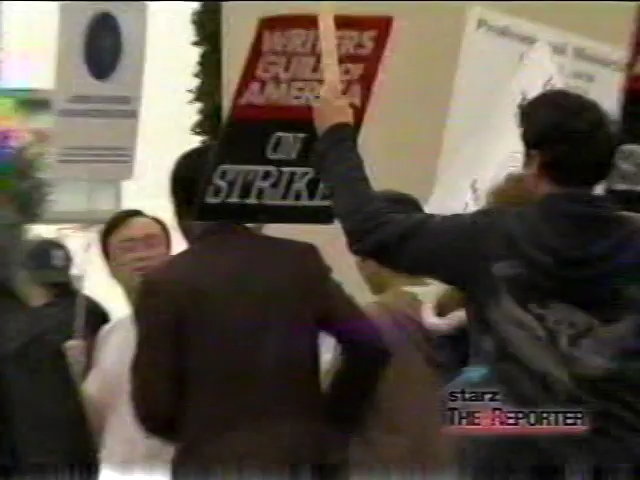 WRITERS
GUILD OF
AMERICA
ON
STRIKE
starz
THE REPORTER